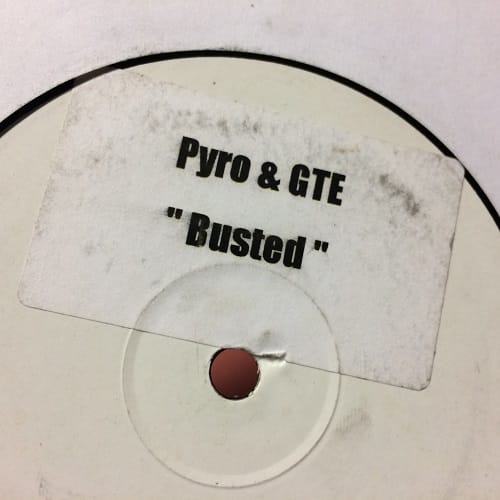 Pyro & GTE
" Busted "